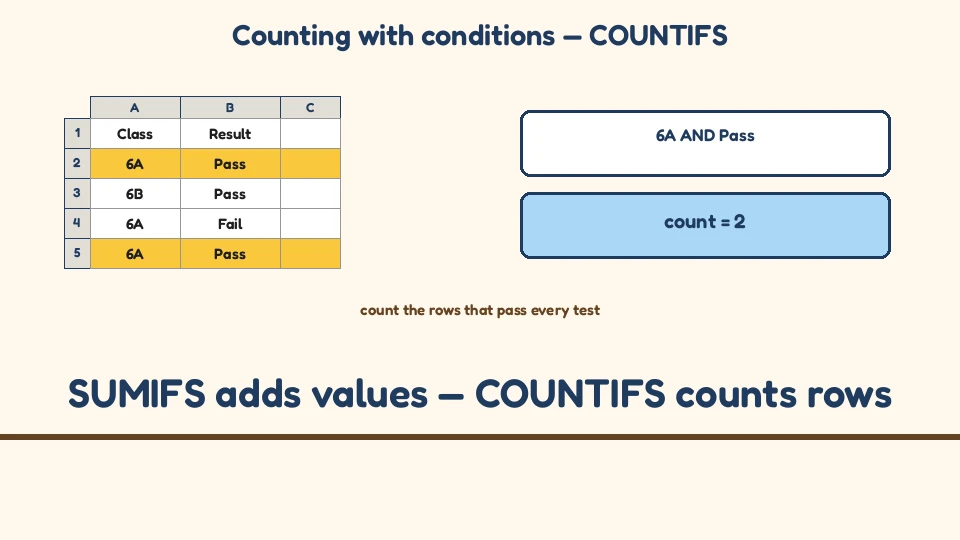 Counting with conditions — COUNTIFS
A B C
1 Class Result
2 6A Pass
3 6B Pass
4 6A Fail
5 6A Pass
6A AND Pass
count = 2
count the rows that pass every test
SUMIFS adds values — COUNTIFS counts rows